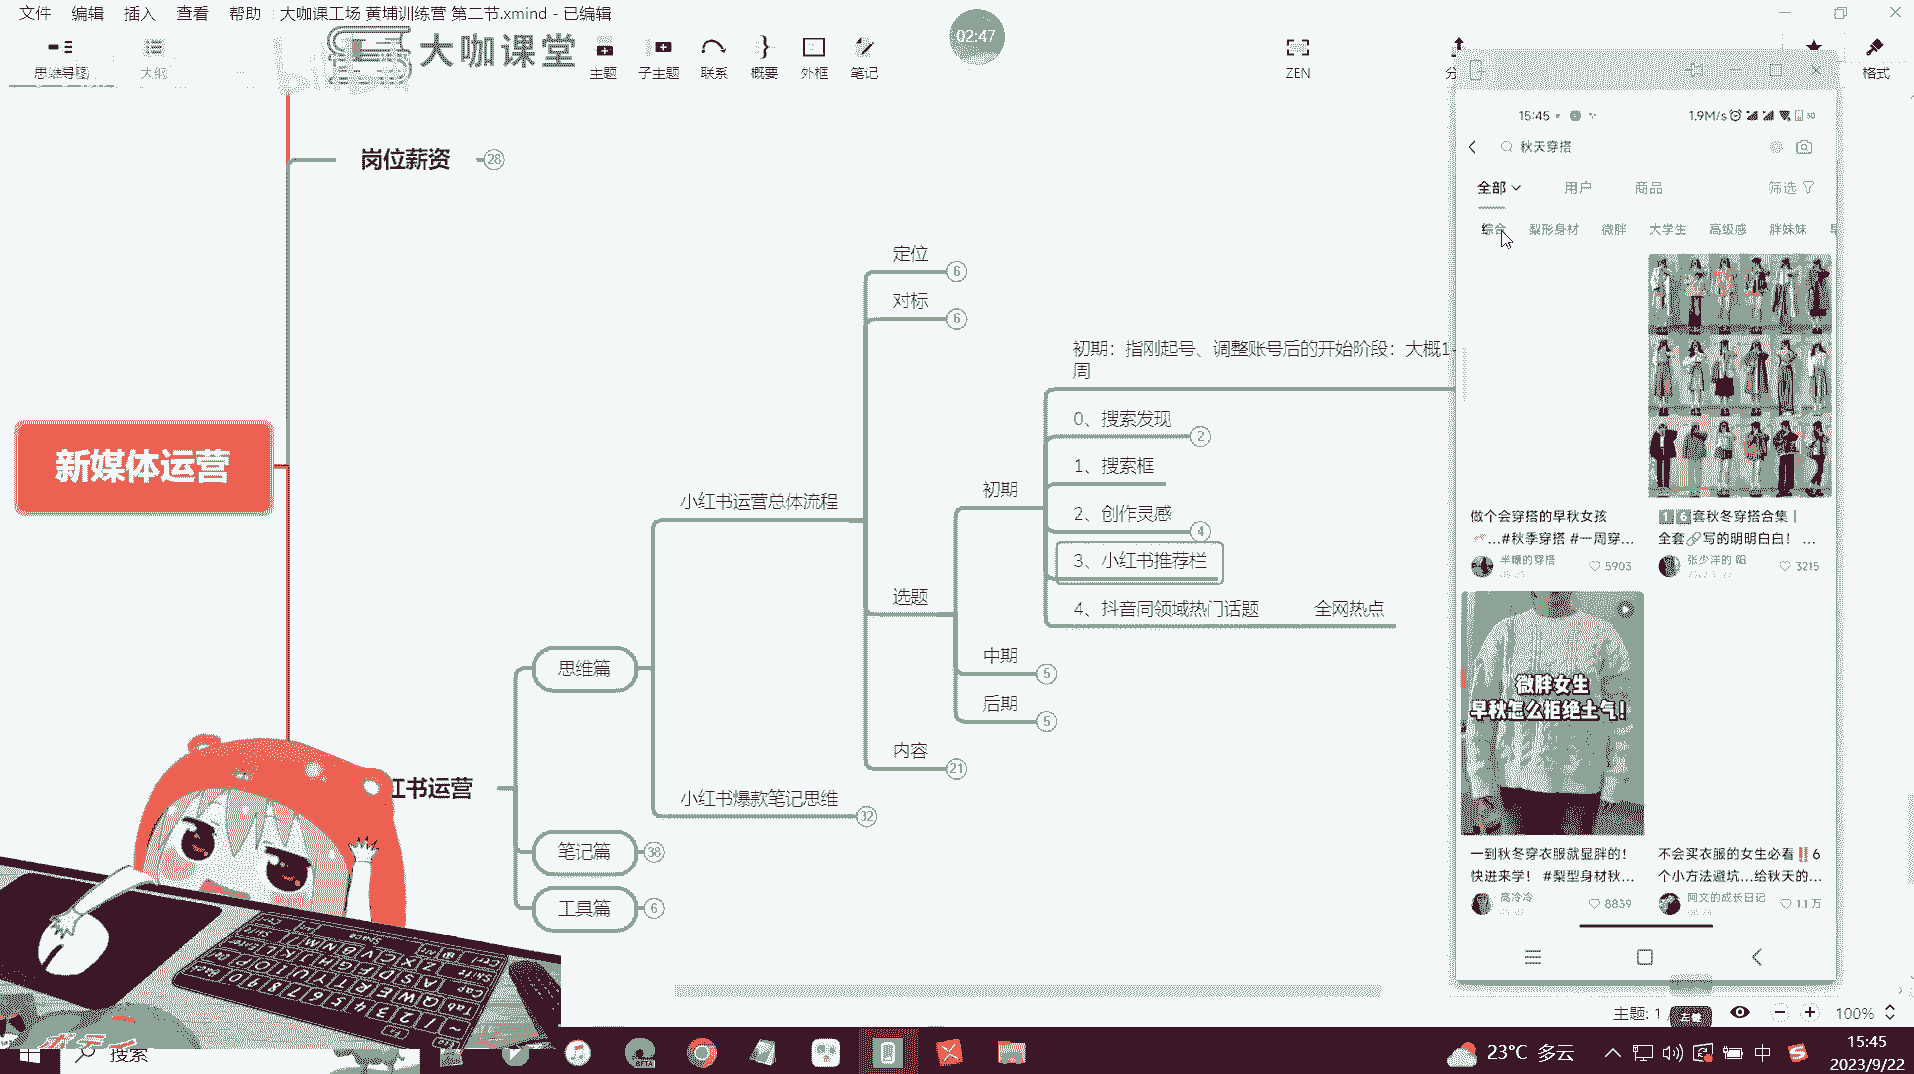 文件 编辑 插入 查看 帮助 大咖课工场 黄埔训练营 第二节.xmind - 已编辑
思维导图
大纲
大咖课堂
主题
子主题
联系
概要
外框
笔记
02:47
ZEN
分
格式
岗位薪资 28
新媒体运营
红书运营
思维篇
笔记篇 38
工具篇 6
小红书运营总体流程
小红书爆款笔记思维 32
定位 6
对标 6
选题
内容 21
初期
中期 5
后期 5
初期：指刚起号、调整账号后的开始阶段：大概1-
周
0、搜索发现 2
1、搜索框
2、创作灵感 4
3、小红书推荐栏
4、抖音同领域热门话题 全网热点
15:45 1.9M/s
秋天穿搭
全部 用户 商品 筛选
综合 梨形身材 微胖 大学生 高级感 胖妹妹
做个会穿搭的早秋女孩
...#秋季穿搭 #一周穿...
半糖的穿搭 5903
16套秋冬穿搭合集|
全套🔗写的明明白白！ ...
3215
微胖女生
早秋怎么拒绝土气！
一到秋冬穿衣服就显胖的！
快进来学！ #梨型身材秋...
高冷冷 8839
不会买衣服的女生必看‼️6
个小方法避坑...给秋天的...
阿文的成长日记 1.1万
主题: 1
100%
搜索
23°C 多云
中
15:45
2023/9/22